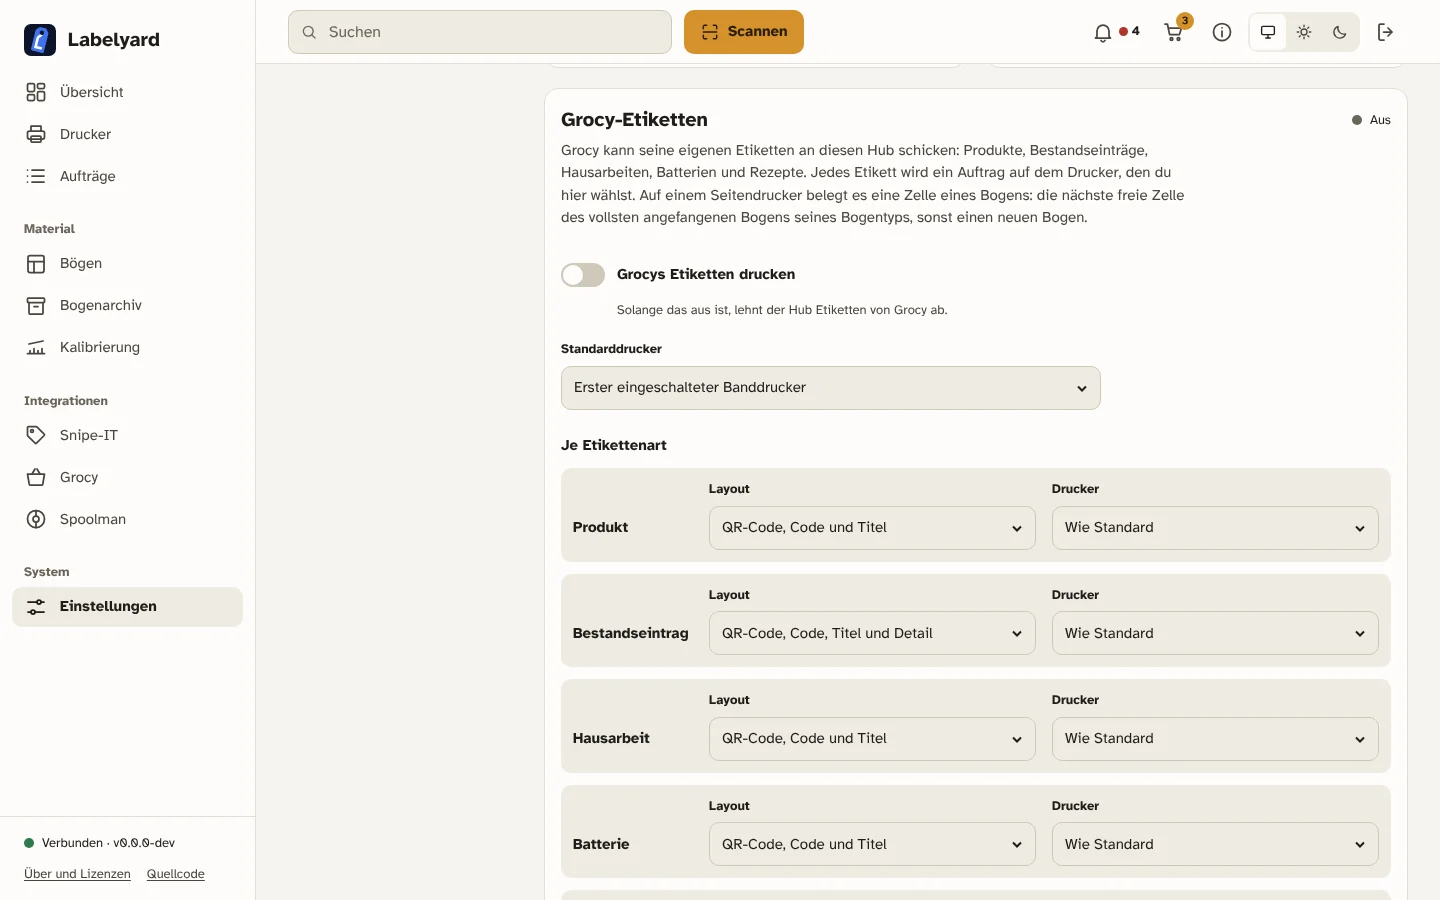 Labelyard
Suchen
Scannen
4
3
Übersicht
Drucker
Aufträge
Material
Bögen
Bogenarchiv
Kalibrierung
Integrationen
Snipe-IT
Grocy
Spoolman
System
Einstellungen
Verbunden · v0.0.0-dev
Über und Lizenzen
Quellcode
Grocy-Etiketten
Aus
Grocy kann seine eigenen Etiketten an diesen Hub schicken: Produkte, Bestandseinträge,
Hausarbeiten, Batterien und Rezepte. Jedes Etikett wird ein Auftrag auf dem Drucker, den du
hier wählst. Auf einem Seitendrucker belegt es eine Zelle eines Bogens: die nächste freie Zelle
des vollsten angefangenen Bogens seines Bogentyps, sonst einen neuen Bogen.
Grocys Etiketten drucken
Solange das aus ist, lehnt der Hub Etiketten von Grocy ab.
Standarddrucker
Erster eingeschalteter Banddrucker
Je Etikettenart
Layout
Drucker
Produkt
QR-Code, Code und Titel
Wie Standard
Layout
Drucker
Bestandseintrag
QR-Code, Code, Titel und Detail
Wie Standard
Layout
Drucker
Hausarbeit
QR-Code, Code und Titel
Wie Standard
Layout
Drucker
Batterie
QR-Code, Code und Titel
Wie Standard